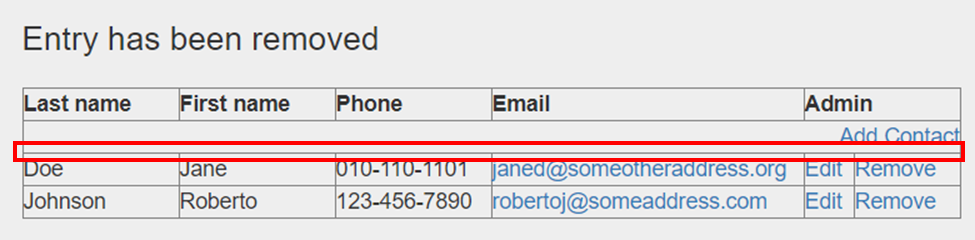 Entry has been removed
Last name First name Phone Email Admin
Add Contact
Doe Jane 010-110-1101 janed@someotheraddress.org Edit Remove
Johnson Roberto 123-456-7890 robertoj@someaddress.com Edit Remove